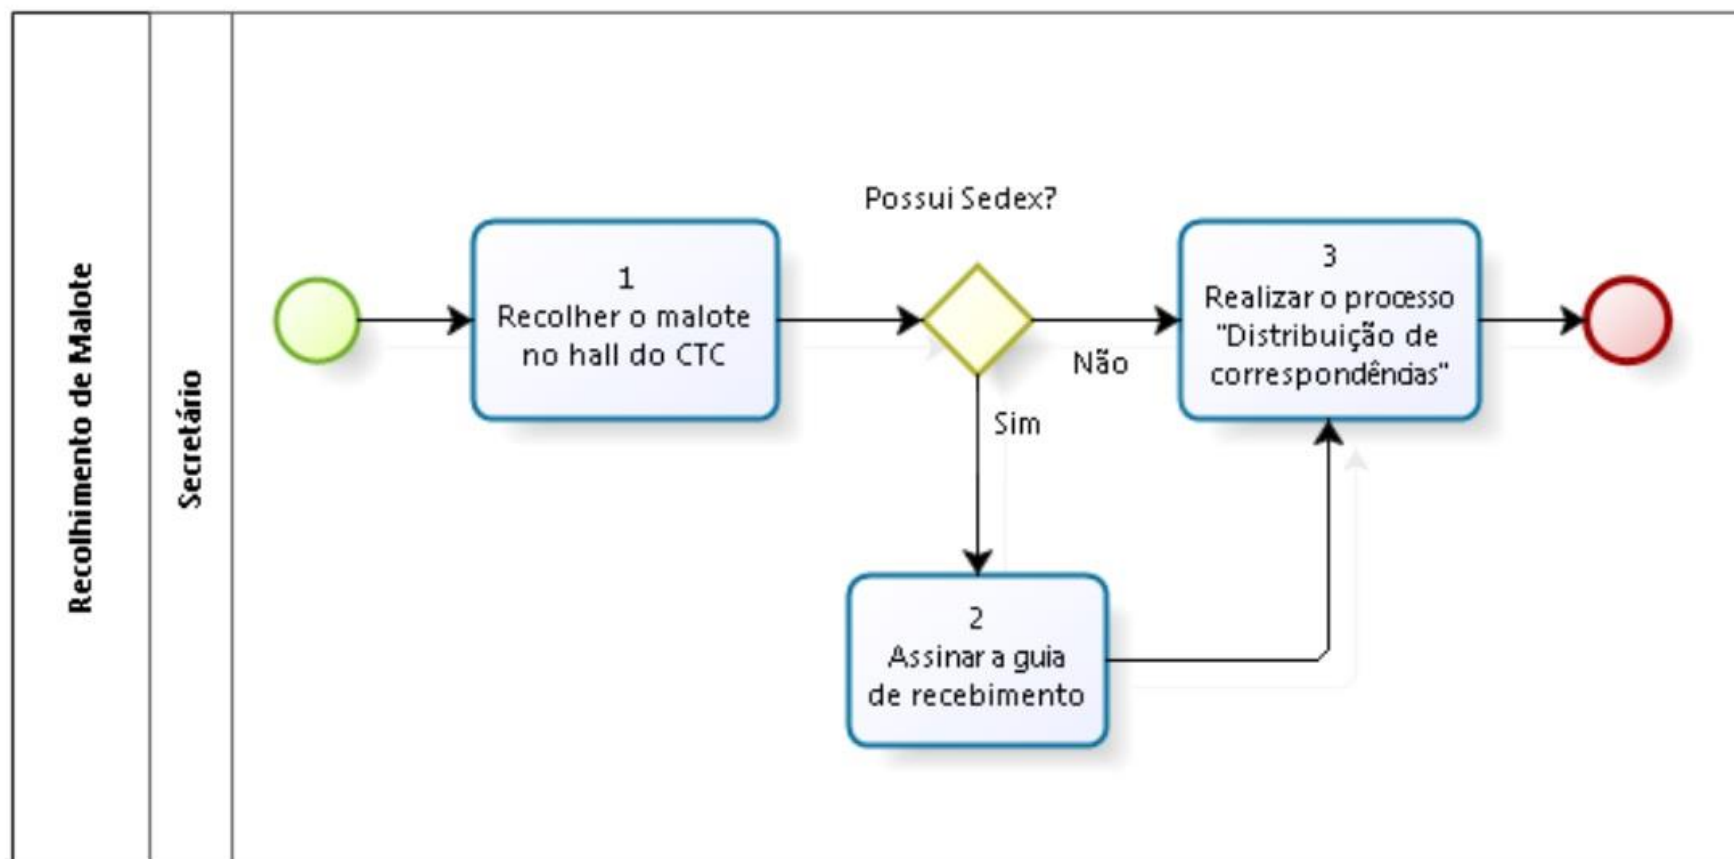 Recolhimento de Malote
Secretário
1
Recolher o malote
no hall do CTC
Possui Sedex?
Não
Sim
2
Assinar a guia
de recebimento
3
Realizar o processo
"Distribuição de
correspondências"